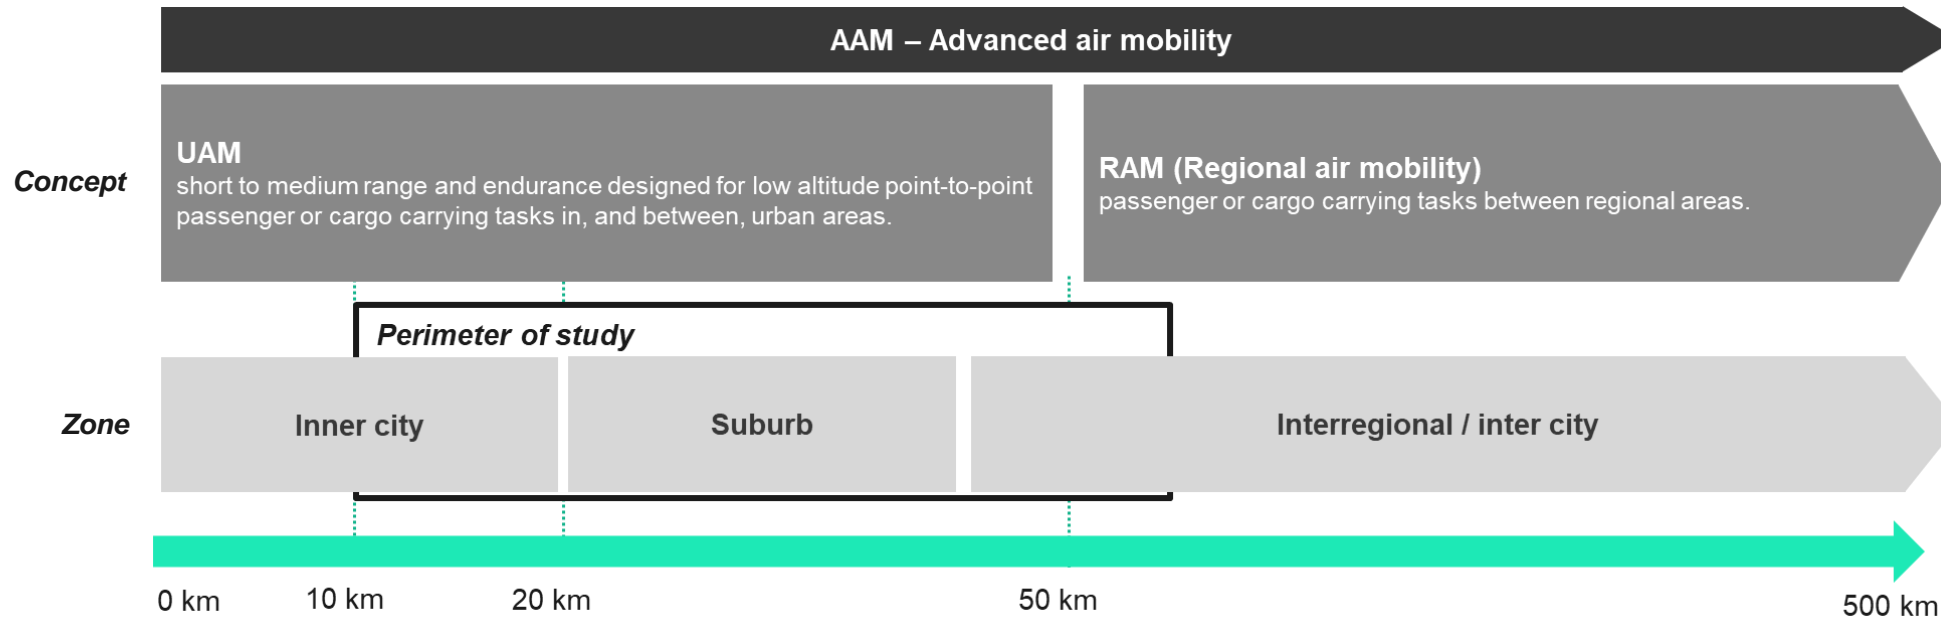 AAM – Advanced air mobility
Concept
UAM
short to medium range and endurance designed for low altitude point-to-point
passenger or cargo carrying tasks in, and between, urban areas.
RAM (Regional air mobility)
passenger or cargo carrying tasks between regional areas.
Perimeter of study
Zone
Inner city
Suburb
Interregional / inter city
0 km
10 km
20 km
50 km
500 km